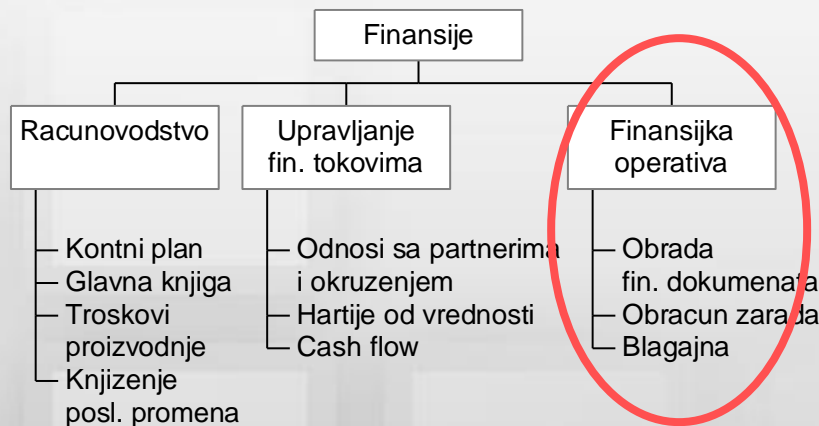 Finansije
Racunovodstvo
Upravljanje
fin. tokovima
Finansijka
operativa
Kontni plan
Glavna knjiga
Troskovi
proizvodnje
Knjizenje
posl. promena
Odnosi sa partnerima
i okruzenjem
Hartije od vrednosti
Cash flow
Obrada
fin. dokumenata
Obracun zarada
Blagajna